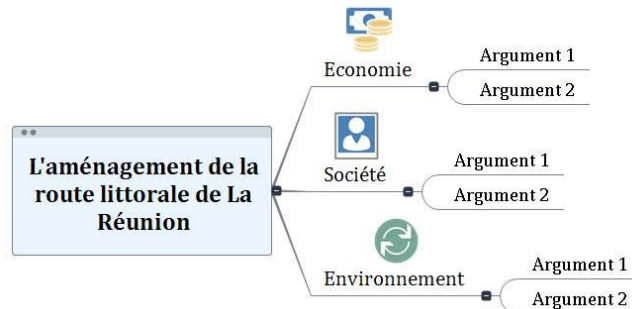 L'aménagement de la
route littorale de La
Réunion
Economie
Argument 1
Argument 2
Société
Argument 1
Argument 2
Environnement
Argument 1
Argument 2